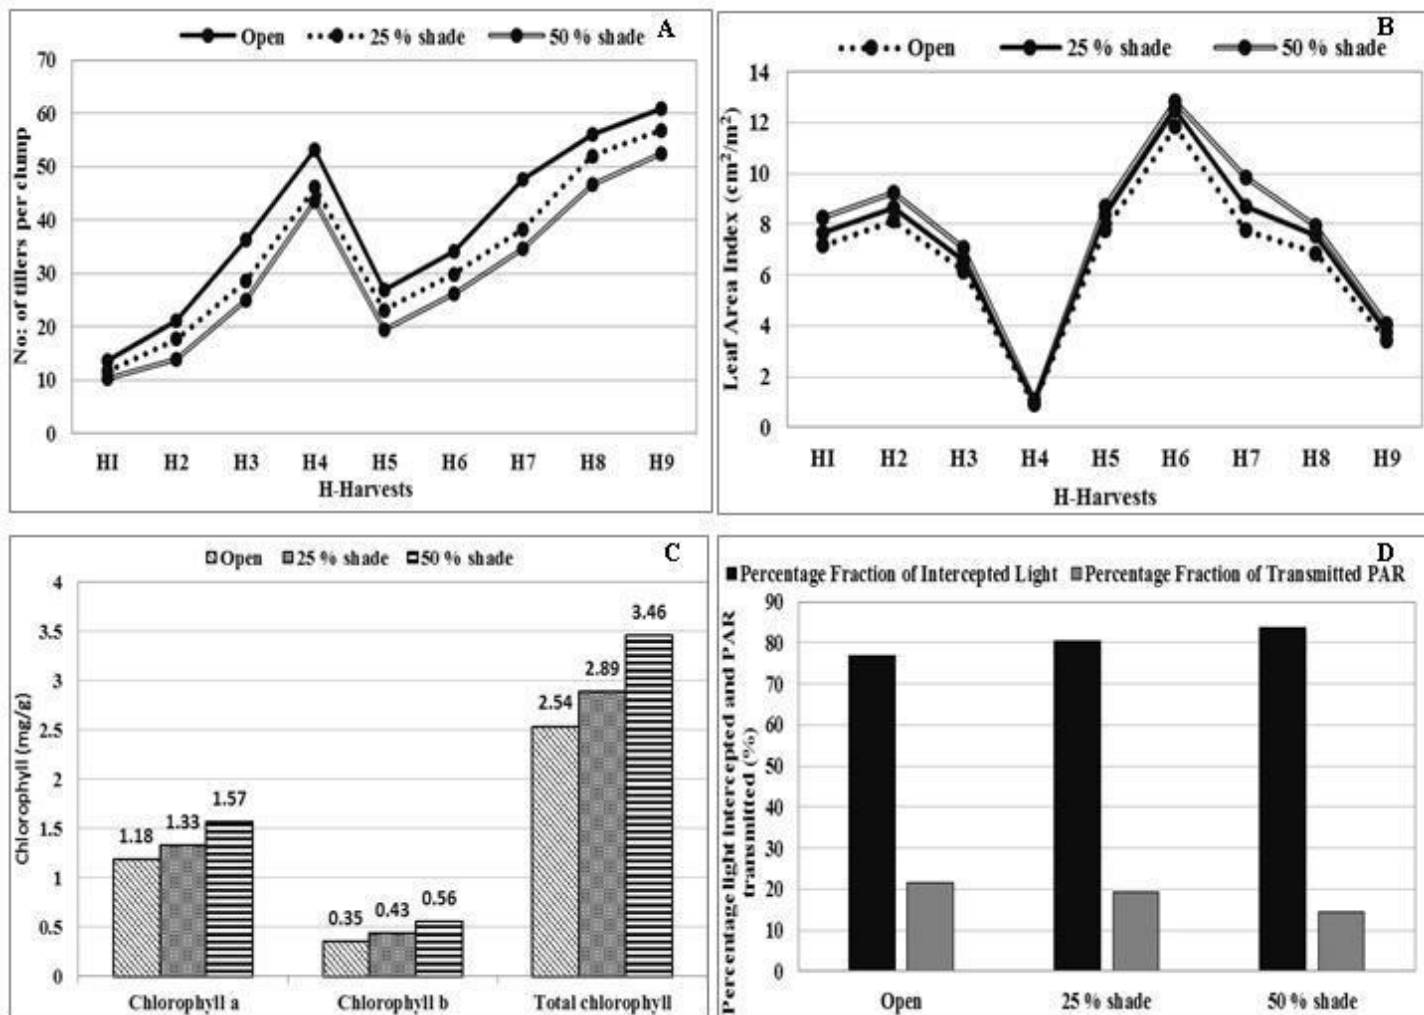 A
Open 25 % shade 50 % shade
No: of tillers per clump
70
60
50
40
30
20
10
0
HI H2 H3 H4 H5 H6 H7 H8 H9
H-Harvests
B
Open 25 % shade 50 % shade
Leaf Area Index (cm²/m²)
14
12
10
8
6
4
2
0
HI H2 H3 H4 H5 H6 H7 H8 H9
H-Harvests
C
Open 25 % shade 50 % shade
Chlorophyll (mg/g)
4
3.5
3
2.5
2
1.5
1
0.5
0
1.18 1.33 1.57
0.35 0.43 0.56
2.54 2.89 3.46
Chlorophyll a Chlorophyll b Total chlorophyll
D
Percentage Fraction of Intercepted Light Percentage Fraction of Transmitted PAR
Percentage light intercepted and PAR
transmitted (%)
90
80
70
60
50
40
30
20
10
0
Open 25 % shade 50 % shade